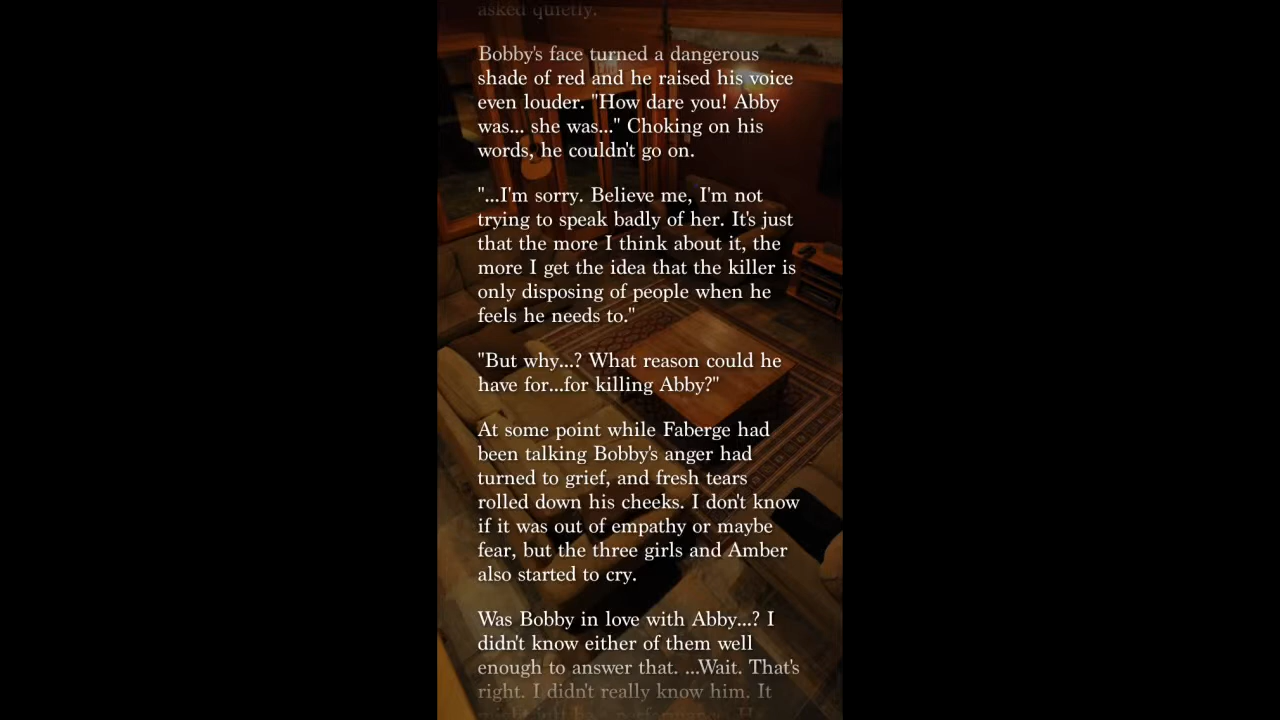 asked quietly.
Bobby's face turned a dangerous
shade of red and he raised his voice
even louder. "How dare you! Abby
was... she was..." Choking on his
words, he couldn't go on.
"...I'm sorry. Believe me, I'm not
trying to speak badly of her. It's just
that the more I think about it, the
more I get the idea that the killer is
only disposing of people when he
feels he needs to."
"But why...? What reason could he
have for...for killing Abby?"
At some point while Faberge had
been talking Bobby's anger had
turned to grief, and fresh tears
rolled down his cheeks. I don't know
if it was out of empathy or maybe
fear, but the three girls and Amber
also started to cry.
Was Bobby in love with Abby...? I
didn't know either of them well
enough to answer that. ...Wait. That's
right. I didn't really know him. It